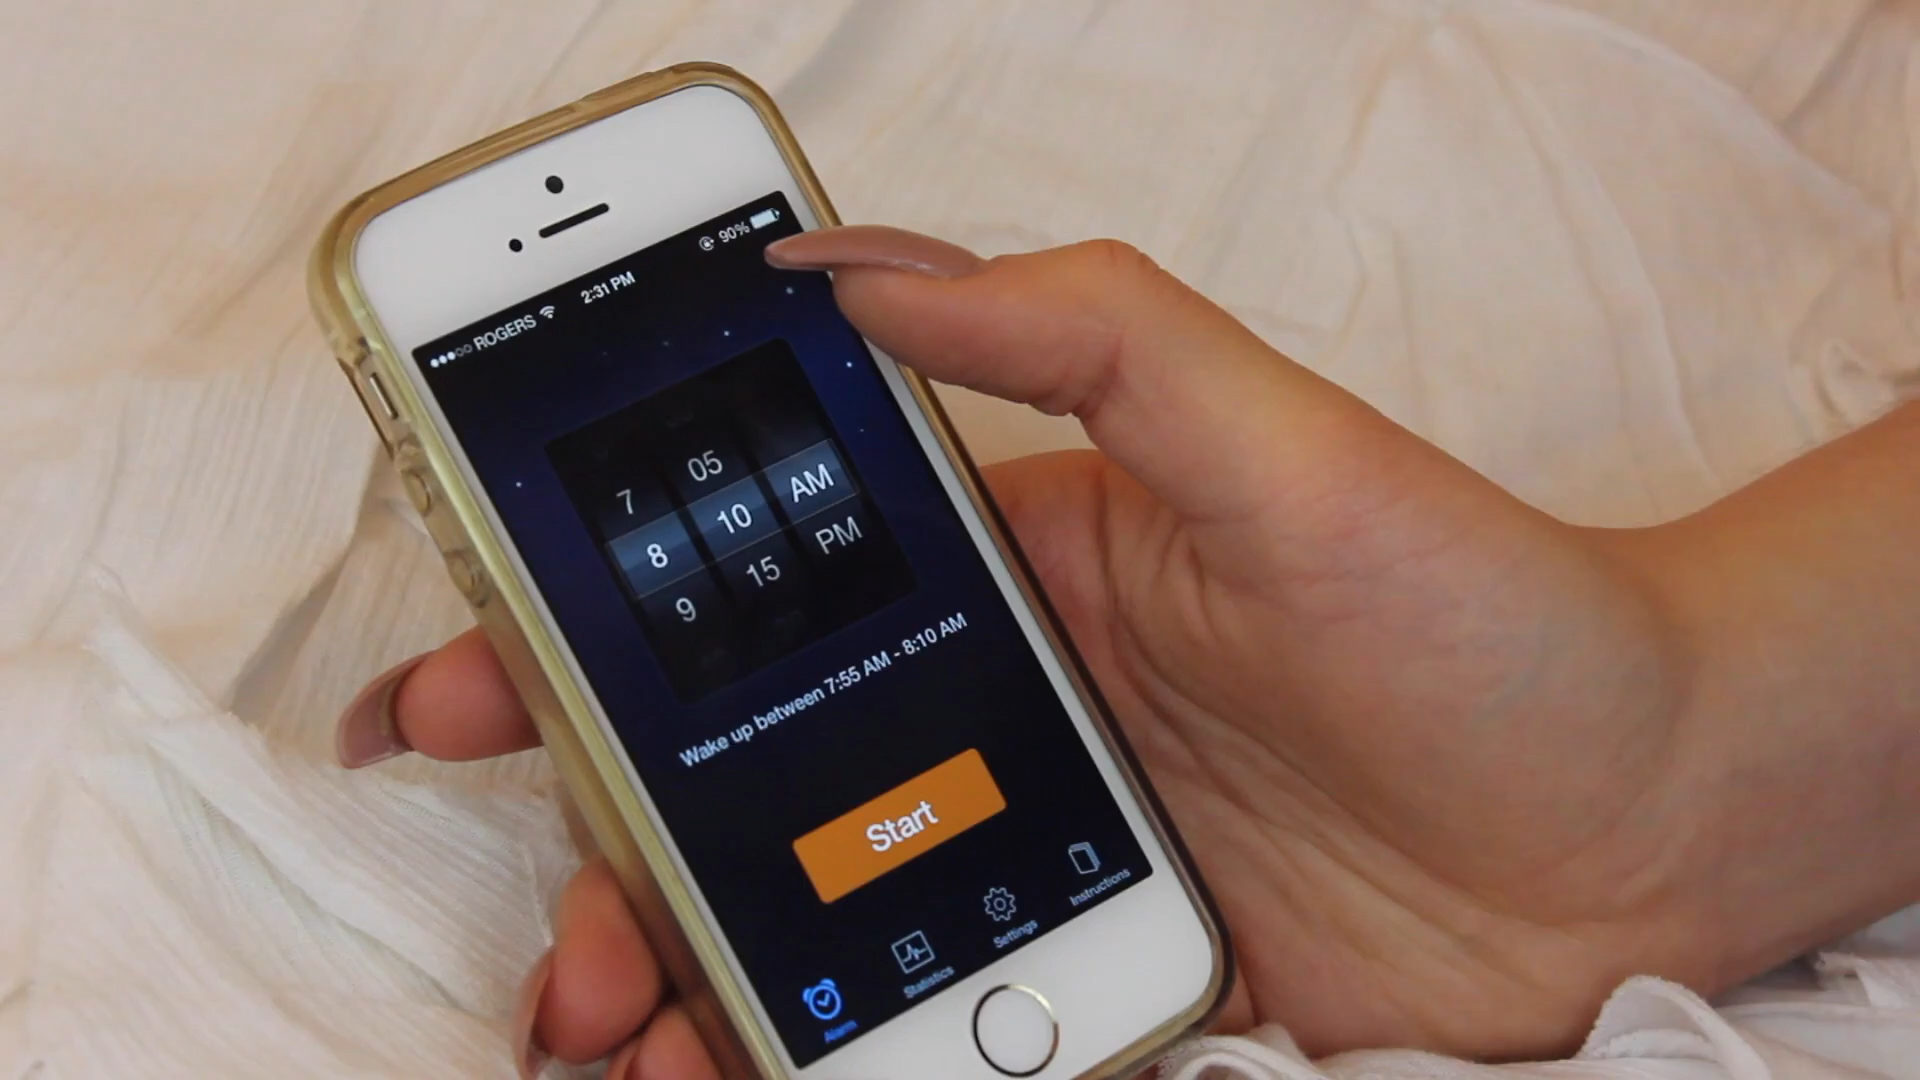 ROGERS 2:31 PM 90%
7 05
8 10 AM
9 15 PM
Wake up between 7:55 AM - 8:10 AM
Start
Alarm Statistics Settings Instructions